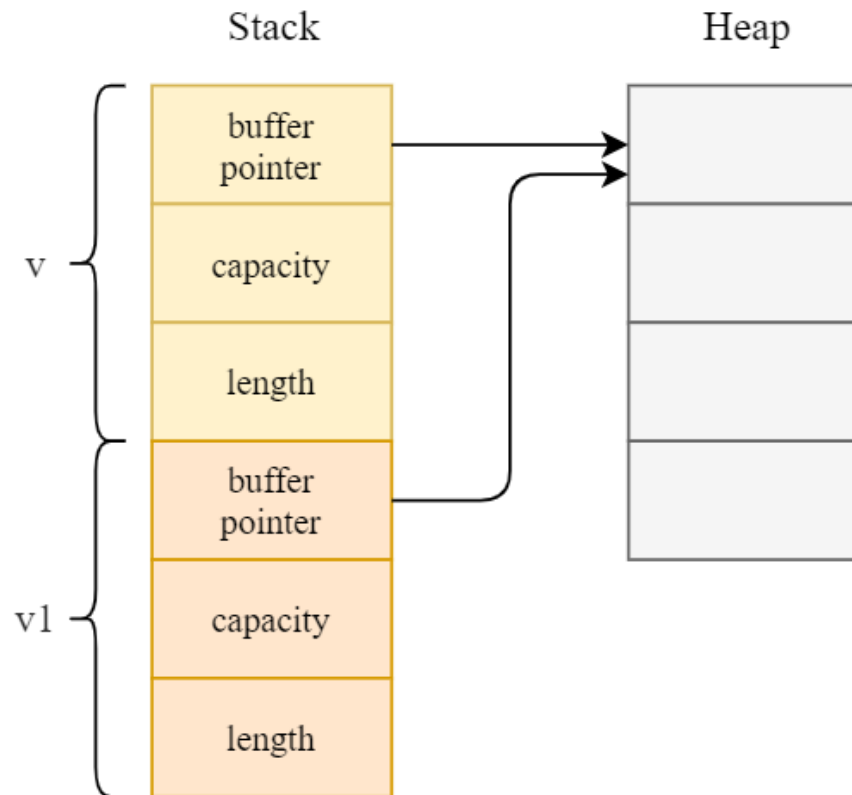 Stack
Heap
v
buffer
pointer
capacity
length
v1
buffer
pointer
capacity
length